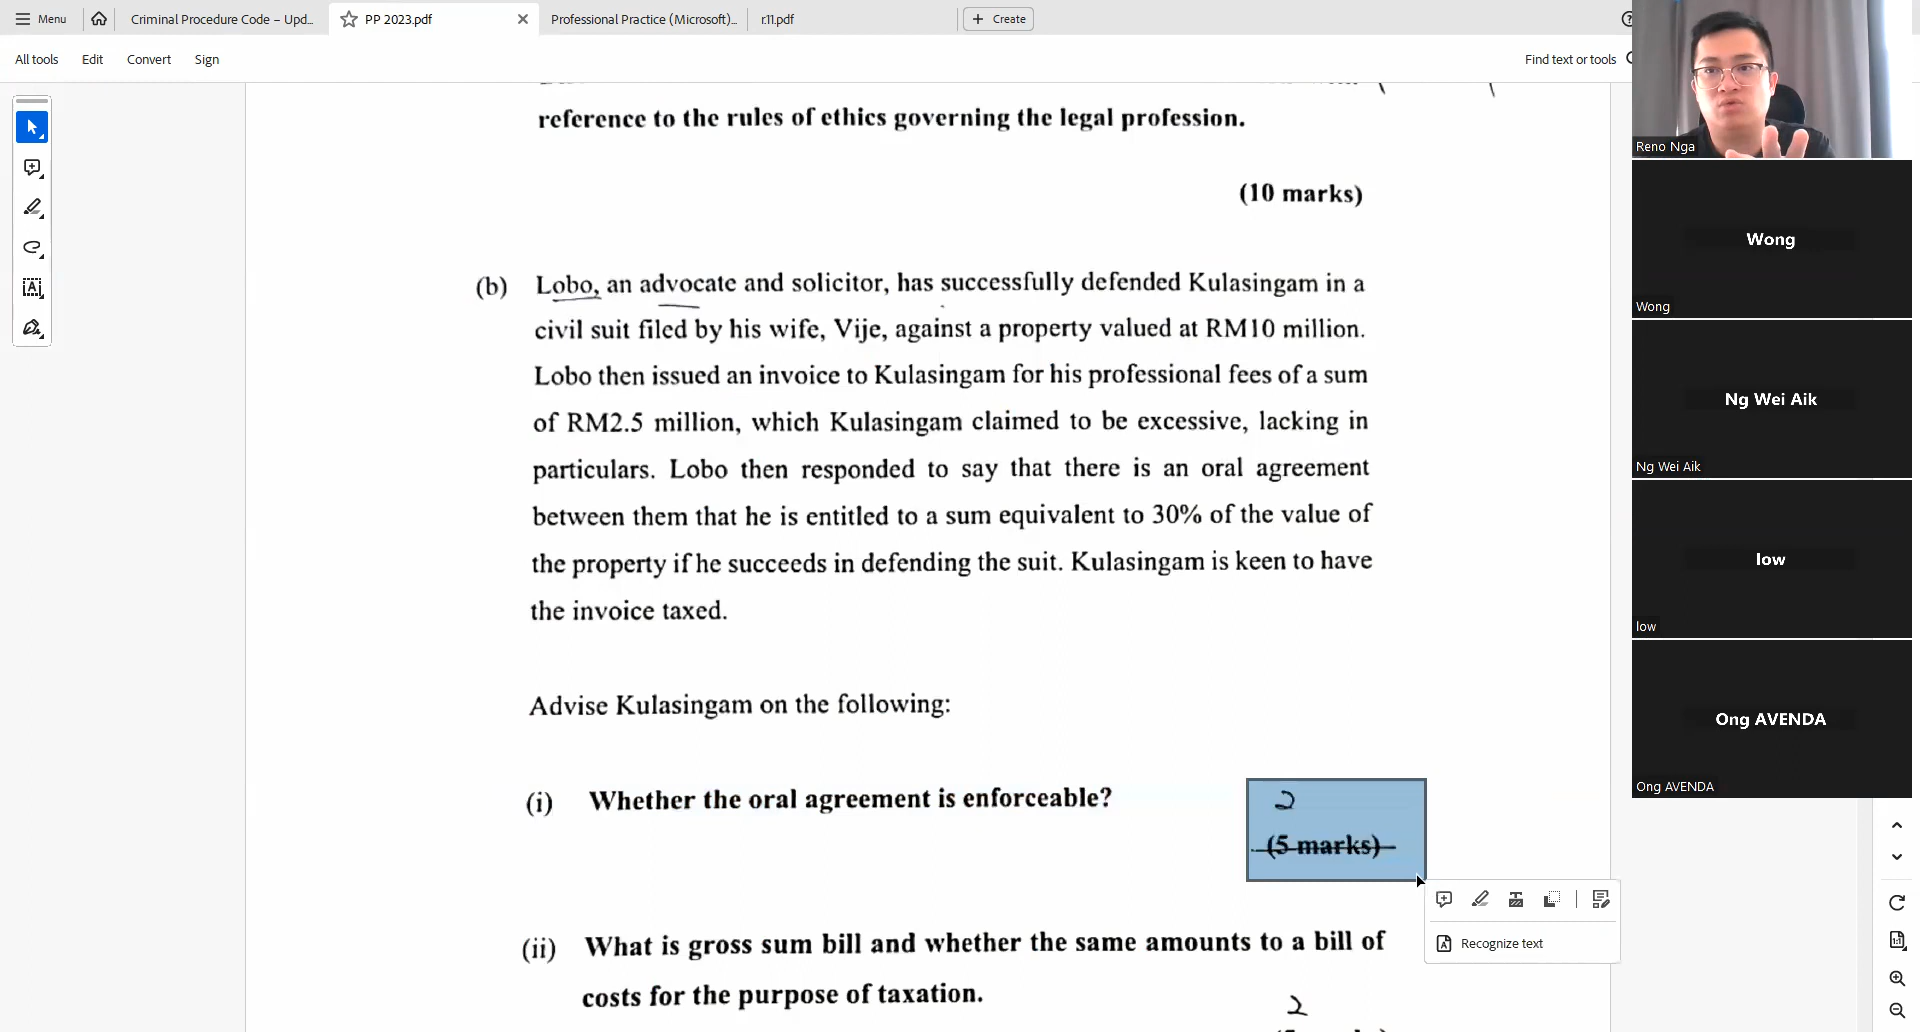 Menu
Criminal Procedure Code – Upd...
PP 2023.pdf
Professional Practice (Microsoft)...
r11.pdf
Create
All tools
Edit
Convert
Sign
Find text or tools
reference to the rules of ethics governing the legal profession.
(10 marks)
(b) Lobo, an advocate and solicitor, has successfully defended Kulasingam in a
civil suit filed by his wife, Vije, against a property valued at RM10 million.
Lobo then issued an invoice to Kulasingam for his professional fees of a sum
of RM2.5 million, which Kulasingam claimed to be excessive, lacking in
particulars. Lobo then responded to say that there is an oral agreement
between them that he is entitled to a sum equivalent to 30% of the value of
the property if he succeeds in defending the suit. Kulasingam is keen to have
the invoice taxed.
Advise Kulasingam on the following:
(i) Whether the oral agreement is enforceable?
2
(5 marks)
(ii) What is gross sum bill and whether the same amounts to a bill of
costs for the purpose of taxation.
2
Recognize text
Reno Nga
Wong
Wong
Ng Wei Aik
Ng Wei Aik
low
low
Ong AVENDA
Ong AVENDA